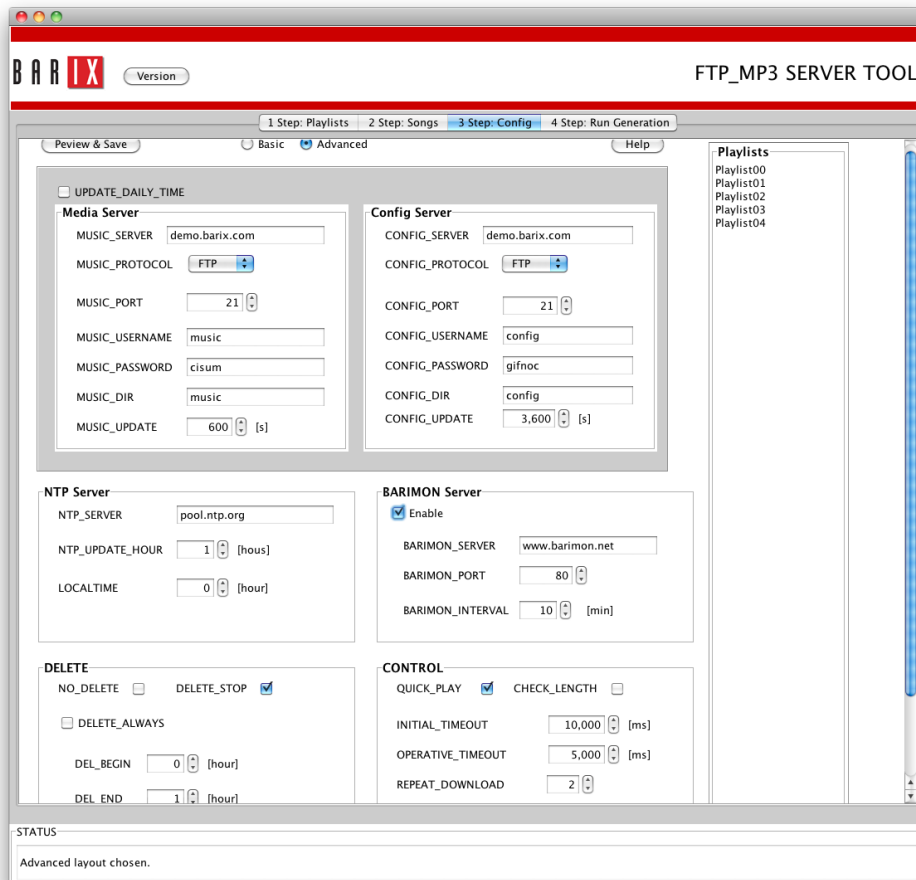 BARIX
Version
FTP_MP3 SERVER TOOL
1 Step: Playlists 2 Step: Songs 3 Step: Config 4 Step: Run Generation
Peview & Save Basic Advanced Help
UPDATE_DAILY_TIME
Media Server
MUSIC_SERVER demo.barix.com
MUSIC_PROTOCOL FTP
MUSIC_PORT 21
MUSIC_USERNAME music
MUSIC_PASSWORD cisum
MUSIC_DIR music
MUSIC_UPDATE 600 [s]
Config Server
CONFIG_SERVER demo.barix.com
CONFIG_PROTOCOL FTP
CONFIG_PORT 21
CONFIG_USERNAME config
CONFIG_PASSWORD gifnoc
CONFIG_DIR config
CONFIG_UPDATE 3,600 [s]
NTP Server
NTP_SERVER pool.ntp.org
NTP_UPDATE_HOUR 1 [hous]
LOCALTIME 0 [hour]
BARIMON Server
Enable
BARIMON_SERVER www.barimon.net
BARIMON_PORT 80
BARIMON_INTERVAL 10 [min]
DELETE
NO_DELETE DELETE_STOP
DELETE_ALWAYS
DEL_BEGIN 0 [hour]
DEL_END 1 [hour]
CONTROL
QUICK_PLAY CHECK_LENGTH
INITIAL_TIMEOUT 10,000 [ms]
OPERATIVE_TIMEOUT 5,000 [ms]
REPEAT_DOWNLOAD 2
Playlists
Playlist00
Playlist01
Playlist02
Playlist03
Playlist04
STATUS
Advanced layout chosen.